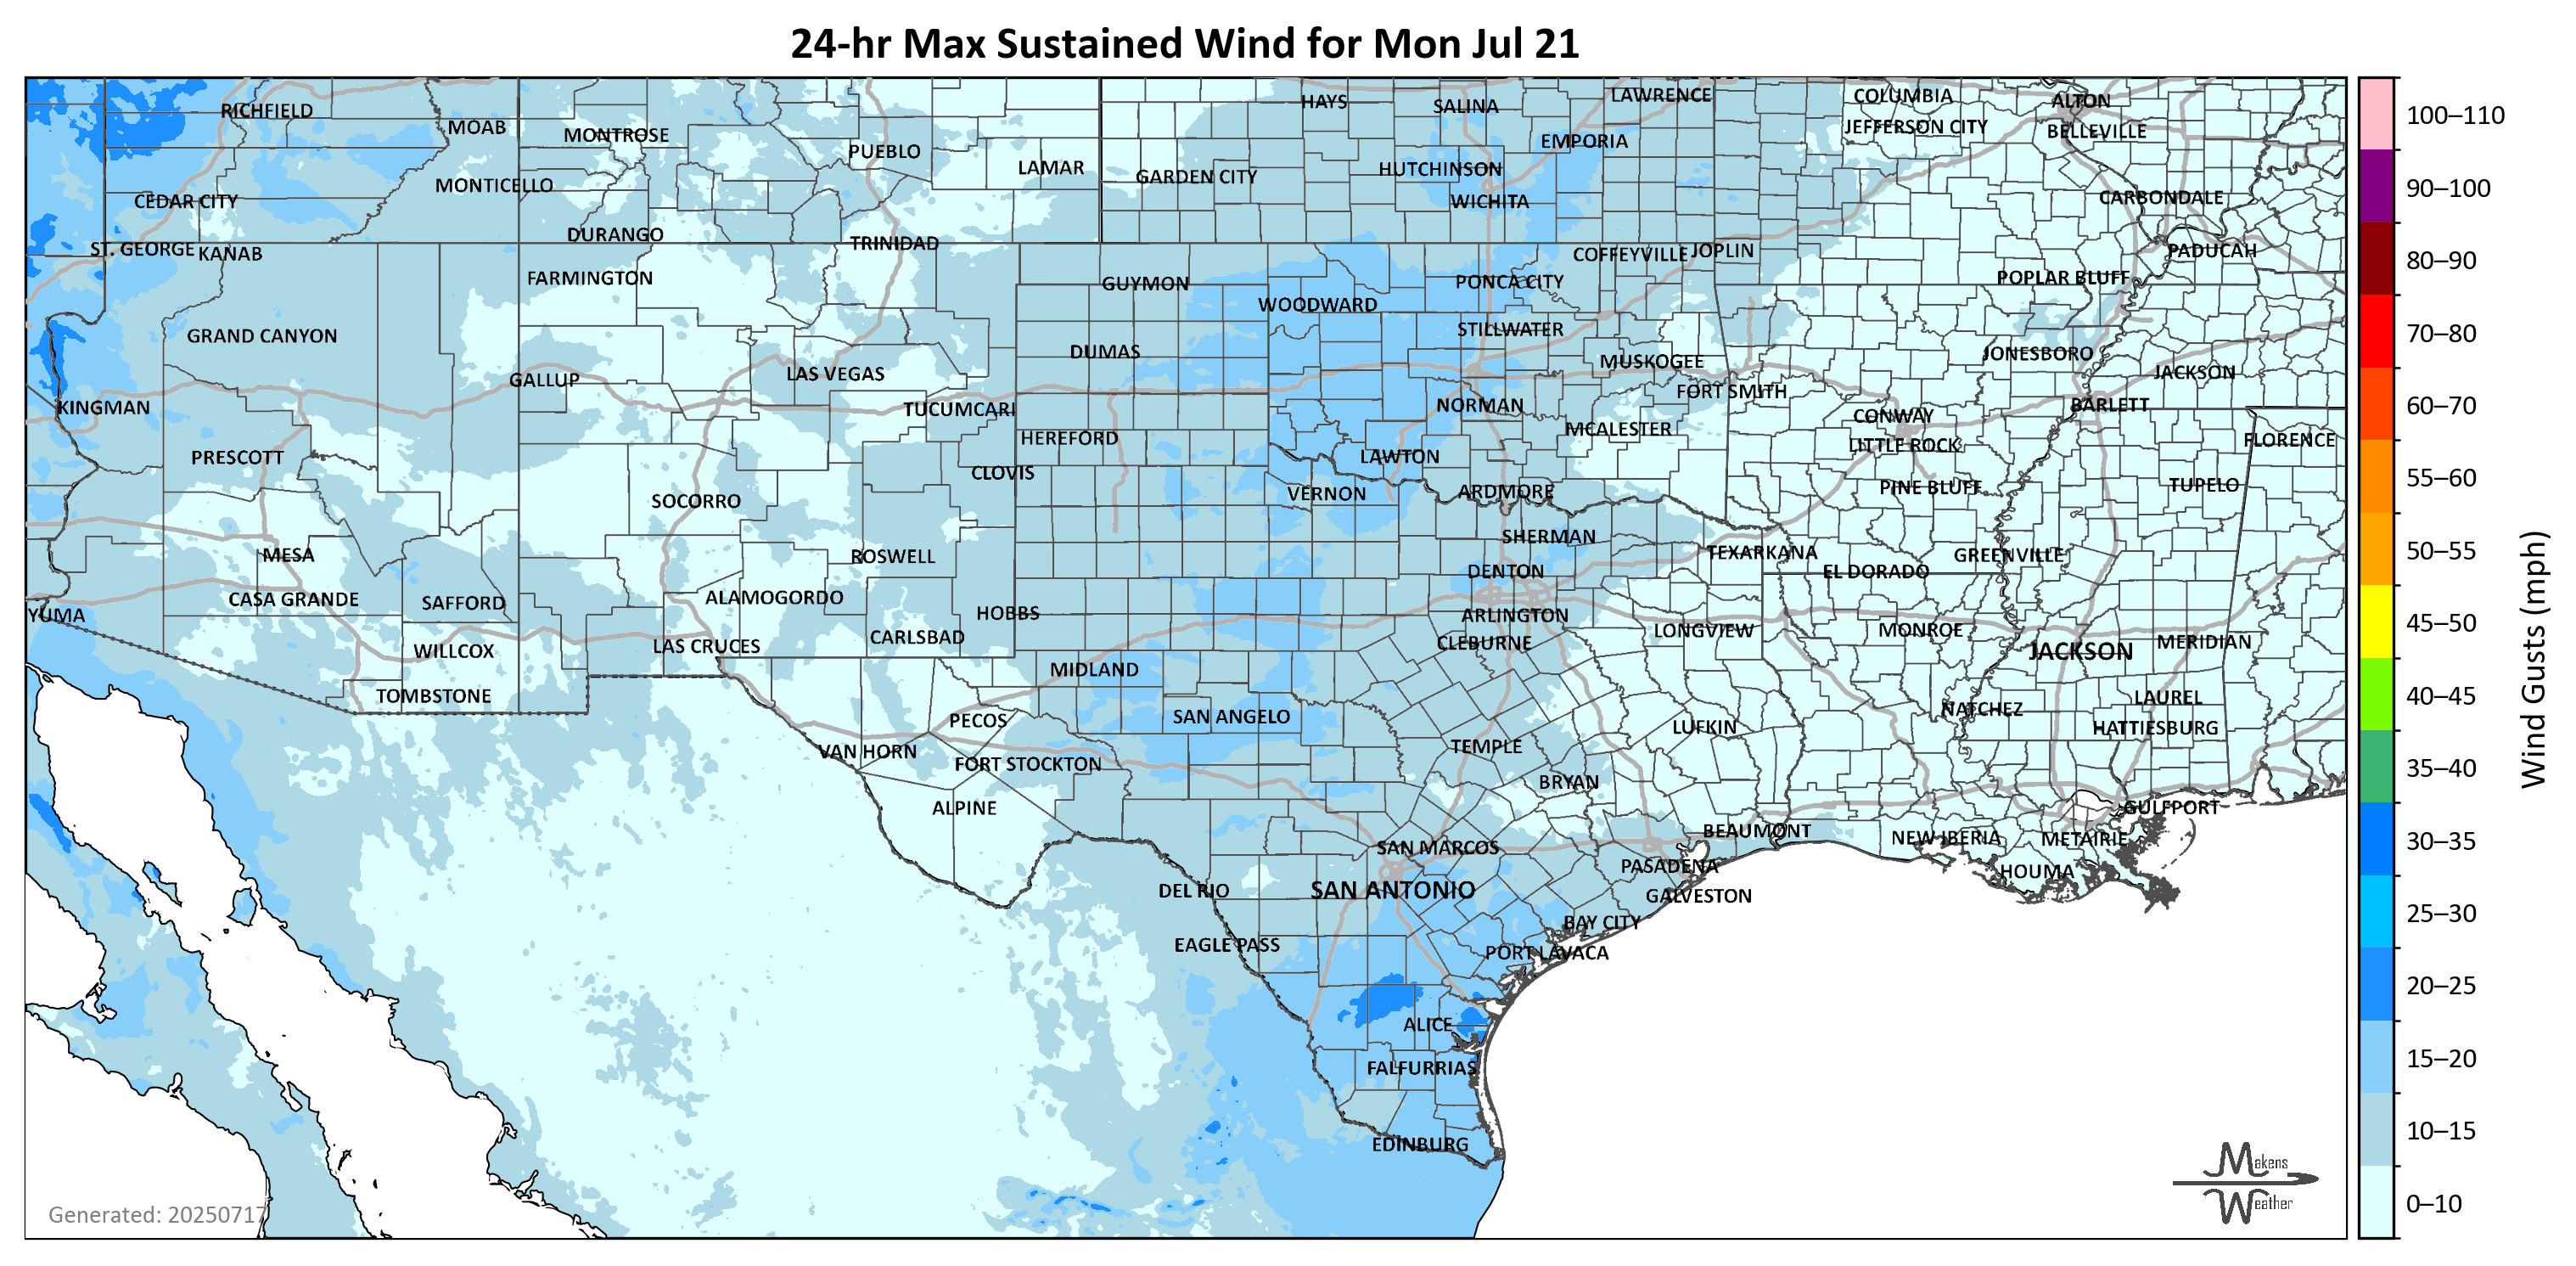 24-hr Max Sustained Wind for Mon Jul 21
RICHFIELD
MOAB
MONTROSE
PUEBLO
LAMAR
GARDEN CITY
HAYS
SALINA
LAWRENCE
EMPORIA
HUTCHINSON
WICHITA
COLUMBIA
JEFFERSON CITY
ALTON
BELLEVILLE
CARBONDALE
PADUCAH
POPLAR BLUFF
CEDAR CITY
MONTICELLO
DURANGO
TRINIDAD
ST. GEORGE
KANAB
FARMINGTON
GUYMON
WOODWARD
PONCA CITY
COFFEYVILLE
JOPLIN
GRAND CANYON
DUMAS
STILLWATER
MUSKOGEE
JONESBORO
JACKSON
GALLUP
LAS VEGAS
FORT SMITH
KINGMAN
TUCUMCARI
NORMAN
CONWAY
BARLETT
HEREFORD
MCALESTER
LITTLE ROCK
FLORENCE
PRESCOTT
CLOVIS
LAWTON
SOCORRO
VERNON
ARDMORE
PINE BLUFF
TUPELO
MESA
ROSWELL
SHERMAN
TEXARKANA
GREENVILLE
DENTON
EL DORADO
YUMA
CASA GRANDE
SAFFORD
ALAMOGORDO
HOBBS
ARLINGTON
WILLCOX
LAS CRUCES
CARLSBAD
CLEBURNE
LONGVIEW
MONROE
JACKSON
MERIDIAN
TOMBSTONE
MIDLAND
LAUREL
PECOS
SAN ANGELO
LUFKIN
NATCHEZ
HATTIESBURG
VAN HORN
FORT STOCKTON
TEMPLE
BRYAN
ALPINE
GULFPORT
SAN MARCOS
BEAUMONT
NEW IBERIA
METAIRIE
DEL RIO
SAN ANTONIO
PASADENA
HOUMA
GALVESTON
EAGLE PASS
BAY CITY
PORT LAVACA
ALICE
FALFURRIAS
EDINBURG
Generated: 20250717
Makens
Weather
100–110
90–100
80–90
70–80
60–70
55–60
50–55
45–50
40–45
35–40
30–35
25–30
20–25
15–20
10–15
0–10
Wind Gusts (mph)